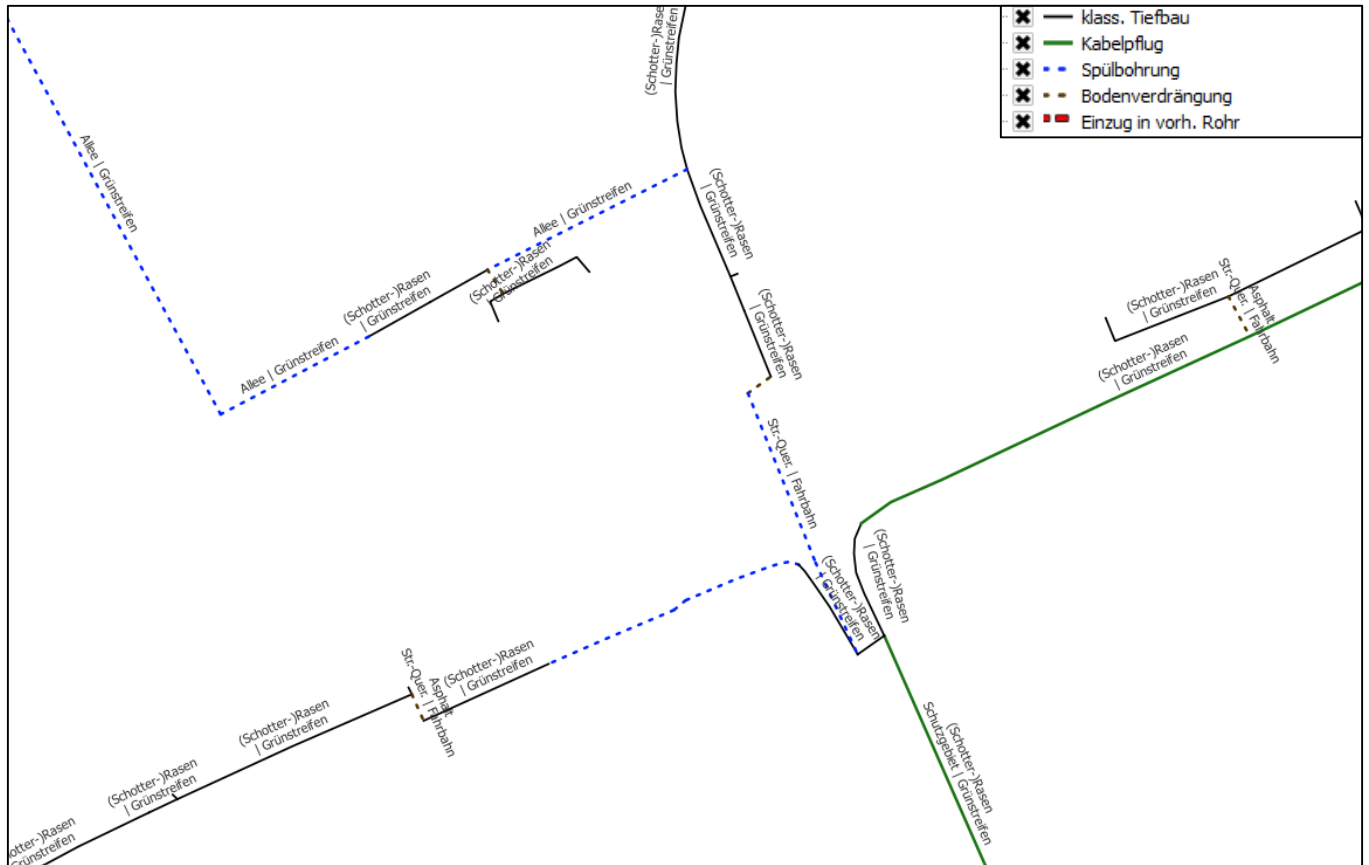 klass. Tiefbau
Kabelpflug
Spülbohrung
Bodenverdrängung
Einzug in vorh. Rohr
(Schotter-)Rasen
| Grünstreifen
Allee | Grünstreifen
Allee | Grünstreifen
(Schotter-)Rasen
| Grünstreifen
(Schotter-)Rasen
| Grünstreifen
(Schotter-)Rasen
| Grünstreifen
Allee | Grünstreifen
(Schotter-)Rasen
| Grünstreifen
(Schotter-)Rasen
| Grünstreifen
Asphalt
Str.-Quer. | Fahrbahn
(Schotter-)Rasen
| Grünstreifen
Str.-Quer. | Fahrbahn
(Schotter-)Rasen
| Grünstreifen
(Schotter-)Rasen
| Grünstreifen
Asphalt
Str.-Quer. | Fahrbahn
(Schotter-)Rasen
| Grünstreifen
(Schotter-)Rasen
| Grünstreifen
(Schotter-)Rasen
Schutzgebiet | Grünstreifen
(Schotter-)Rasen
| Grünstreifen
otter-)Rasen
Grünstreifen